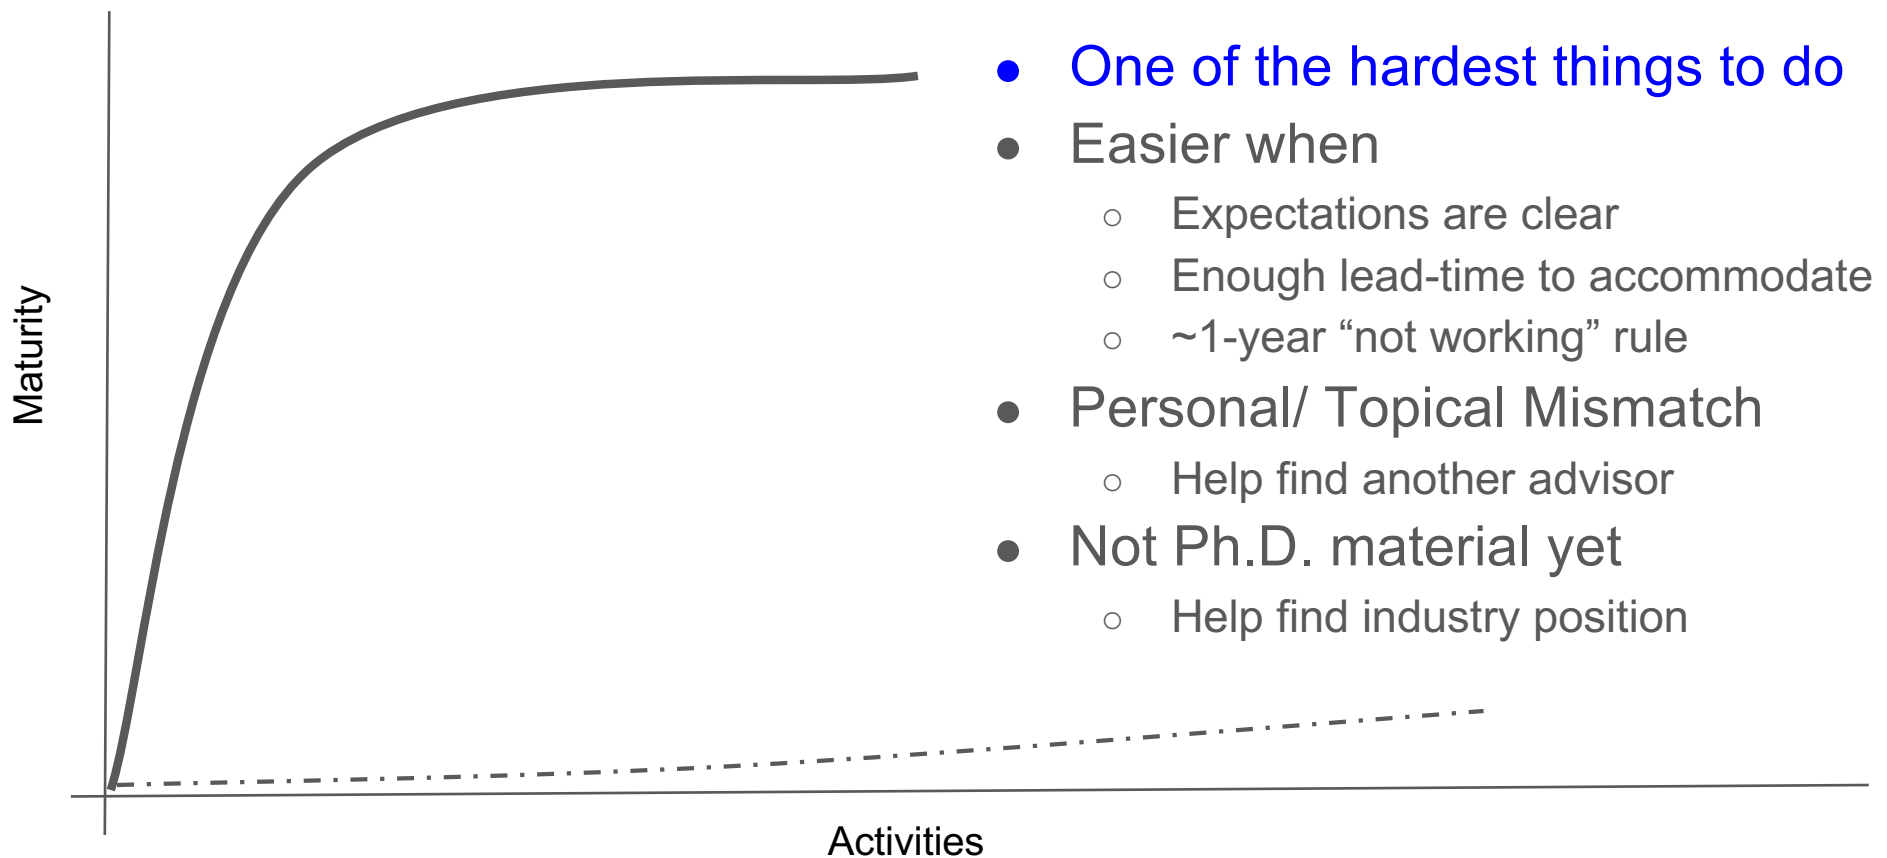 ● One of the hardest things to do
● Easier when
○ Expectations are clear
○ Enough lead-time to accommodate
○ ~1-year “not working” rule
● Personal/ Topical Mismatch
○ Help find another advisor
● Not Ph.D. material yet
○ Help find industry position
Maturity
Activities